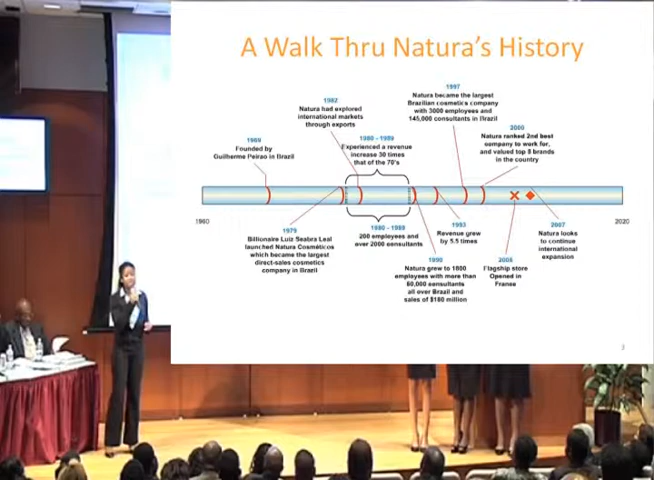 A Walk Thru Natura's History
1997
Natura became the largest
Brazilian cosmetics company
with 3000 employees and
145,000 consultants in Brazil
1982
Natura had explored
international markets
through exports
2000
Natura ranked 2nd best
company to work for,
and valued top 8 brands
in the country
1969
Founded by
Guilherme Peirao in Brazil
1980 - 1989
Experienced a revenue
increase 30 times
that of the 70's
1960
2020
1979
Billionaire Luiz Seabra Leal
launched Natura Cosméticos
which became the largest
direct-sales cosmetics
company in Brazil
1980 - 1989
200 employees and
over 2000 consultants
1990
Natura grew to 1800
employees with more than
50,000 consultants
all over Brazil and
sales of $180 million
1993
Revenue grew
by 5.5 times
Flagship store
Opened in
France
2007
Natura looks
to continue
international
expansion